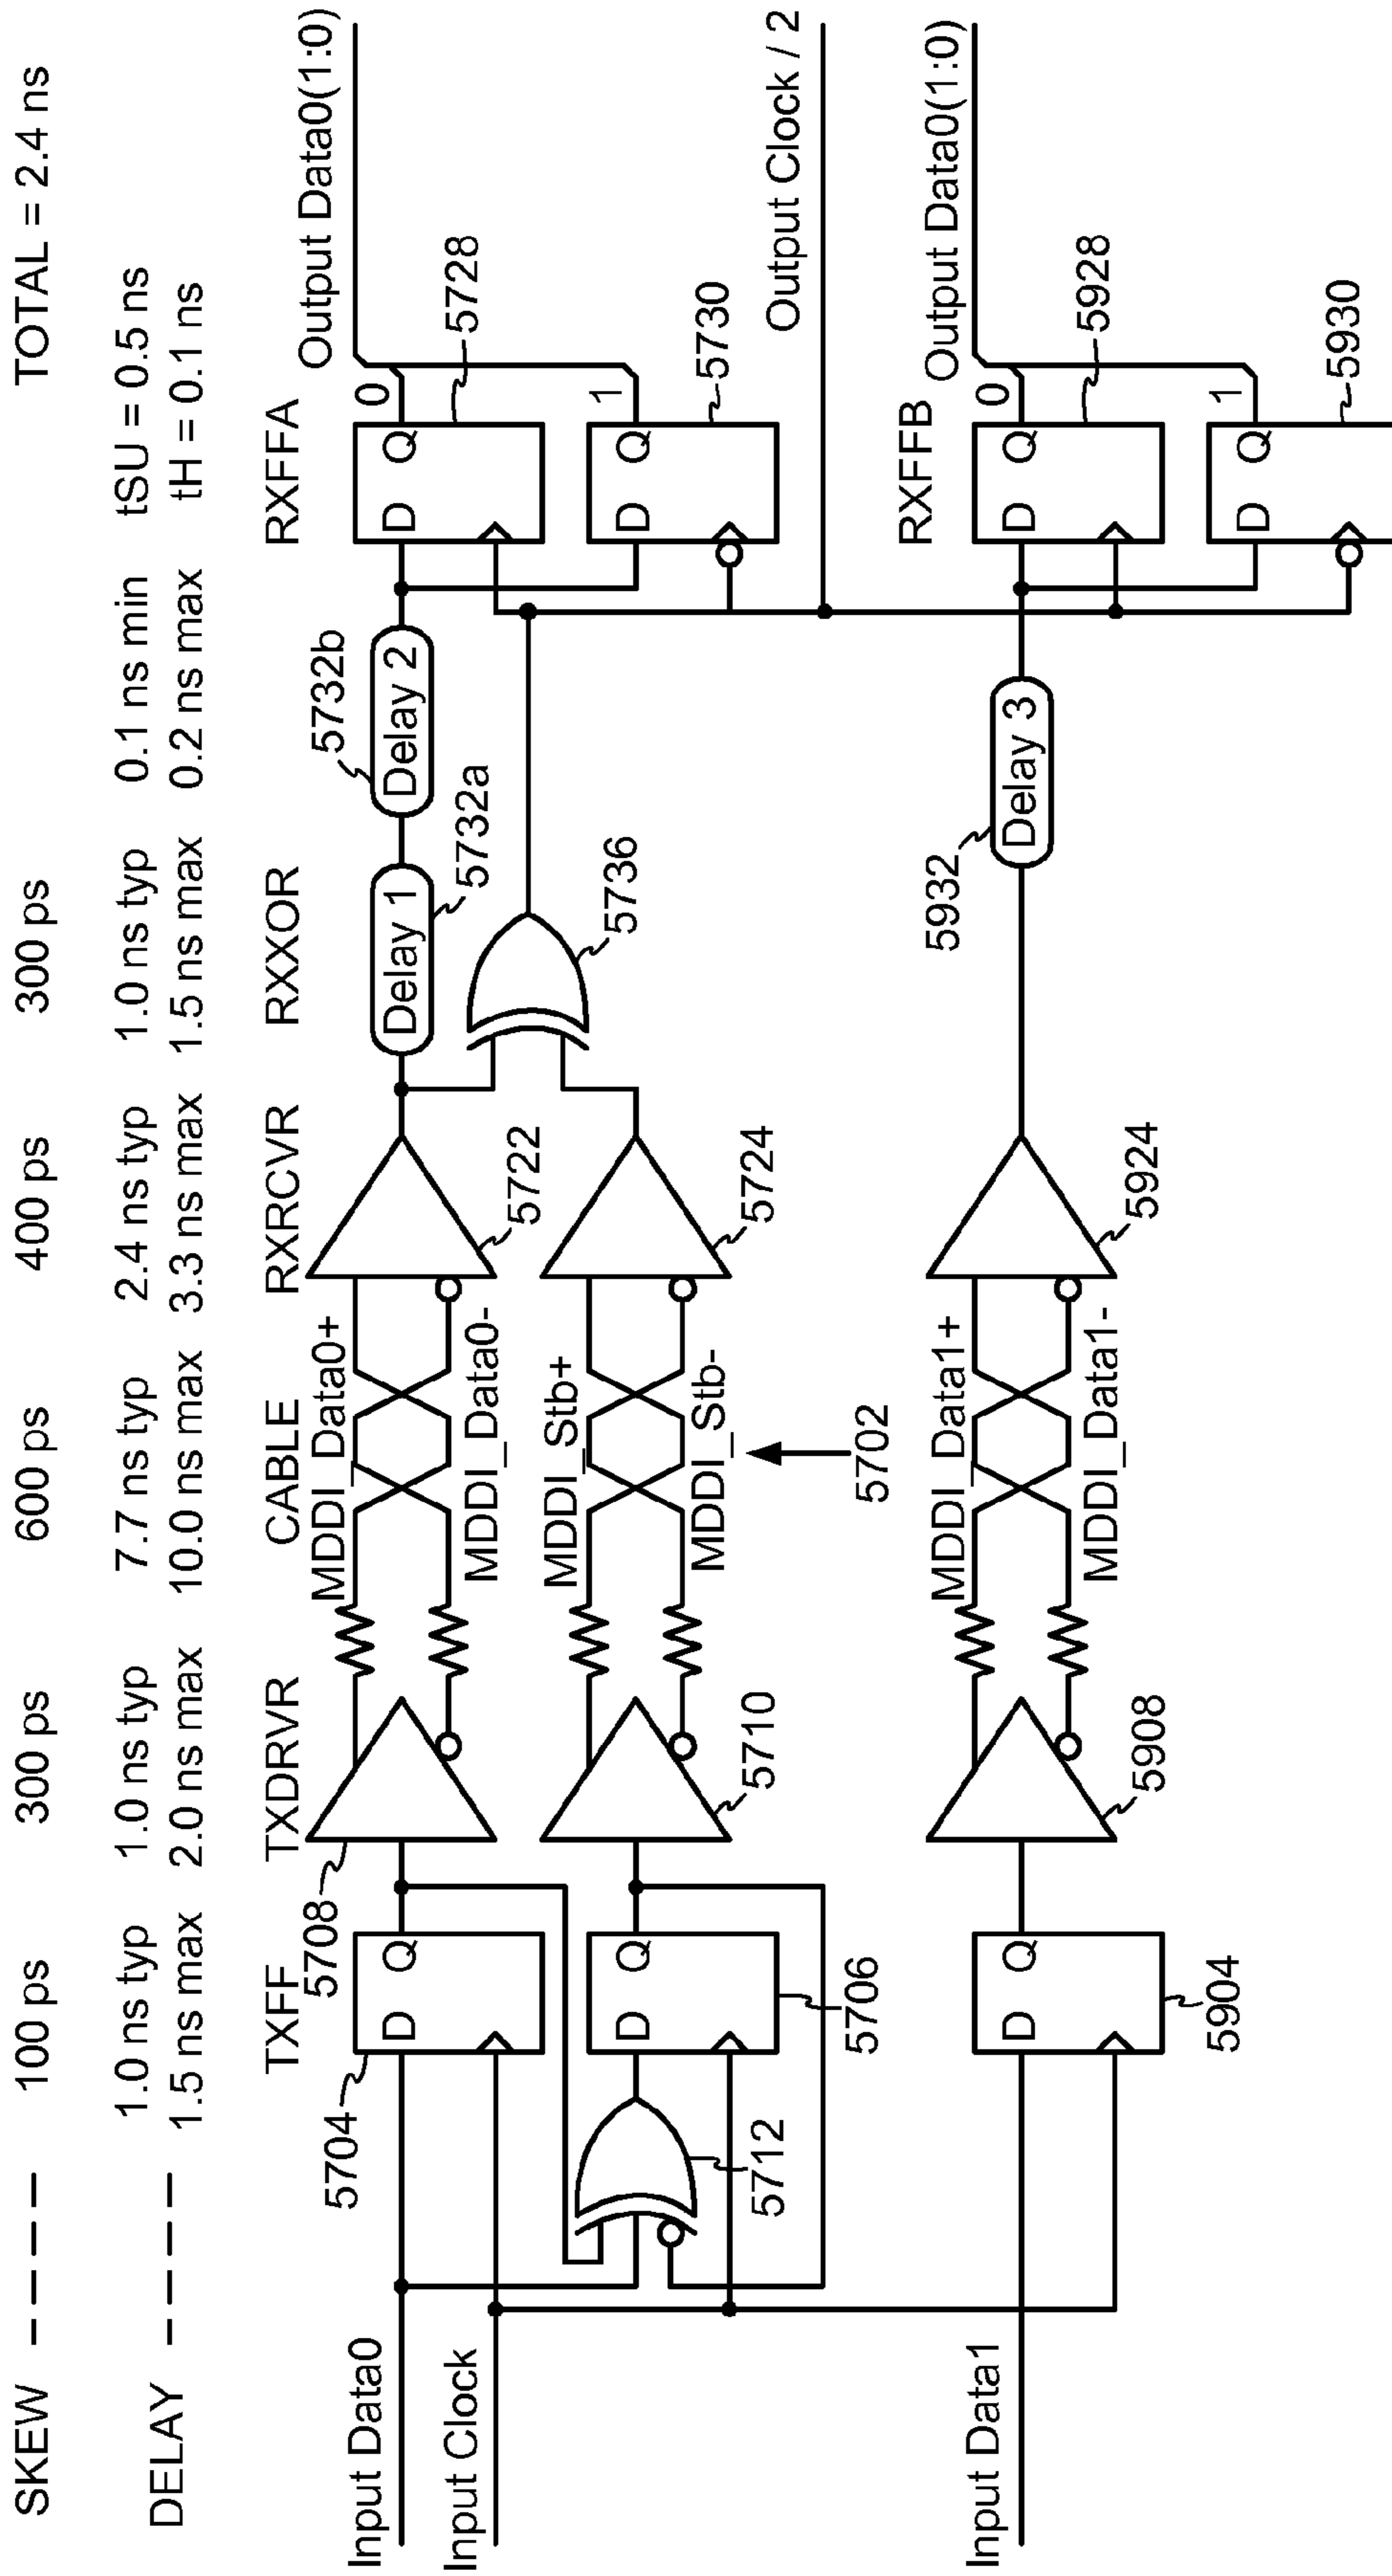 SKEW 100 ps 300 ps 600 ps 400 ps 300 ps TOTAL = 2.4 ns
DELAY
1.0 ns typ 1.0 ns typ 7.7 ns typ 2.4 ns typ 1.0 ns typ 0.1 ns min tSU = 0.5 ns
1.5 ns max 2.0 ns max 10.0 ns max 3.3 ns max 1.5 ns max 0.2 ns max tH = 0.1 ns
TXFF TXDRVR CABLE RXRCVR RXXOR RXFFA
5704
5708
MDDI_Data0+
5732b
Output Data0(1:0)
Input Data0
D Q
Delay 1
Delay 2
D Q
0
5732a
5728
MDDI_Data0-
5722
Input Clock
MDDI_Stb+
5736
D Q
D Q
1
5712
5706
5710
MDDI_Stb-
5724
5730
5702
Output Clock / 2
RXFFB
5932
MDDI_Data1+
Output Data0(1:0)
Input Data1
D Q
Delay 3
D Q
0
MDDI_Data1-
5904
5908
5924
5928
D Q
1
5930